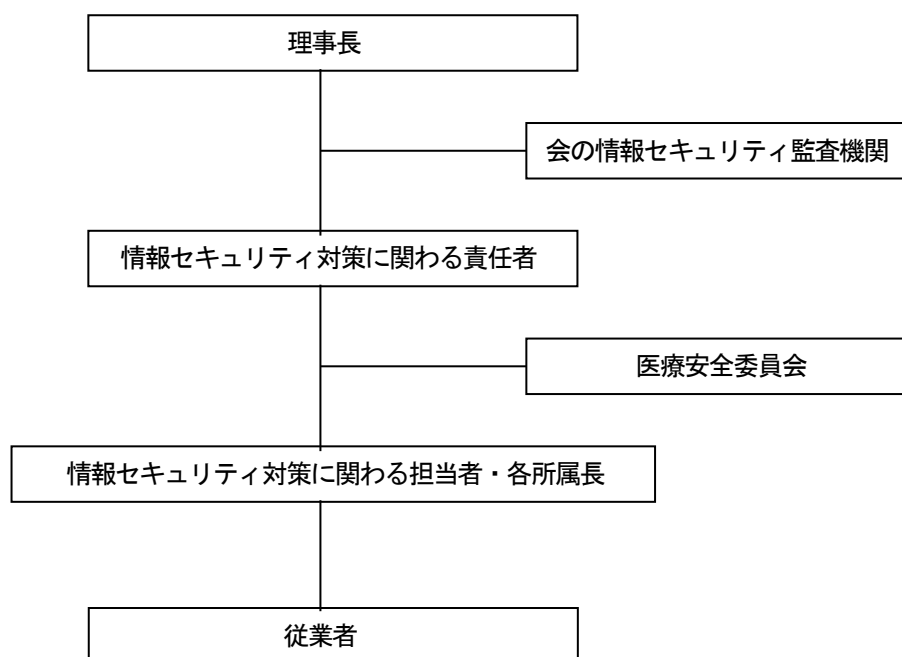 理事長
会の情報セキュリティ監査機関
情報セキュリティ対策に関わる責任者
医療安全委員会
情報セキュリティ対策に関わる担当者・各所属長
従業者